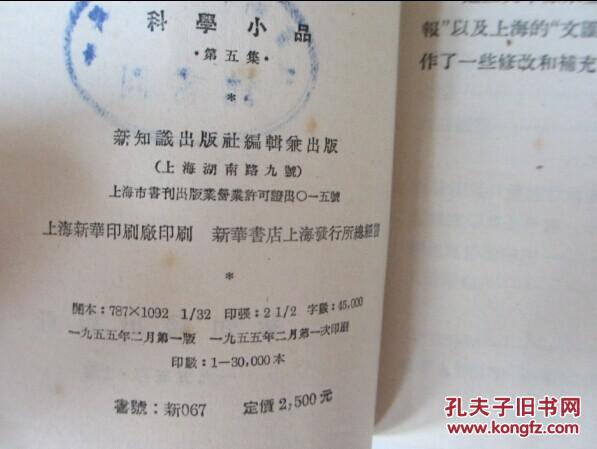 科學小品
·第五集·
*
新知識出版社編輯兼出版
(上海湖南路九號)
上海市書刊出版業營業許可證出〇一五號
上海新華印刷廠印刷 新華書店上海發行所總經售
*
開本:787×1092 1/32 印張:2 1/2 字數:45,000
一九五五年二月第一版 一九五五年二月第一次印刷
印數:1—30,000本
書號:新067 定價2,500元
報”以及上海的“文
作了一些修改和補充
孔夫子旧书网
www.kongfz.com